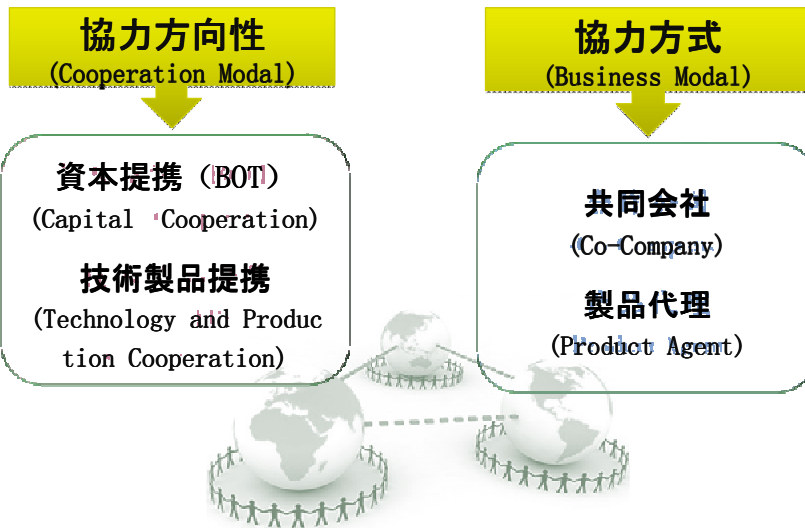 協力方向性
(Cooperation Modal)
資本提携（BOT）
(Capital Cooperation)
技術製品提携
(Technology and Produc
tion Cooperation)
協力方式
(Business Modal)
共同会社
(Co-Company)
製品代理
(Product Agent)